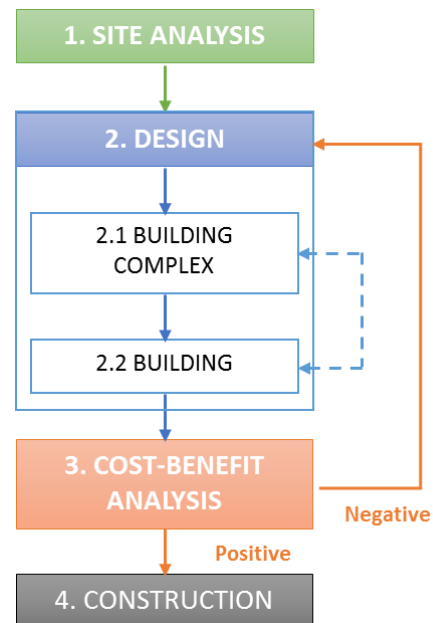 1. SITE ANALYSIS
2. DESIGN
2.1 BUILDING
COMPLEX
2.2 BUILDING
3. COST-BENEFIT
ANALYSIS
Negative
Positive
4. CONSTRUCTION